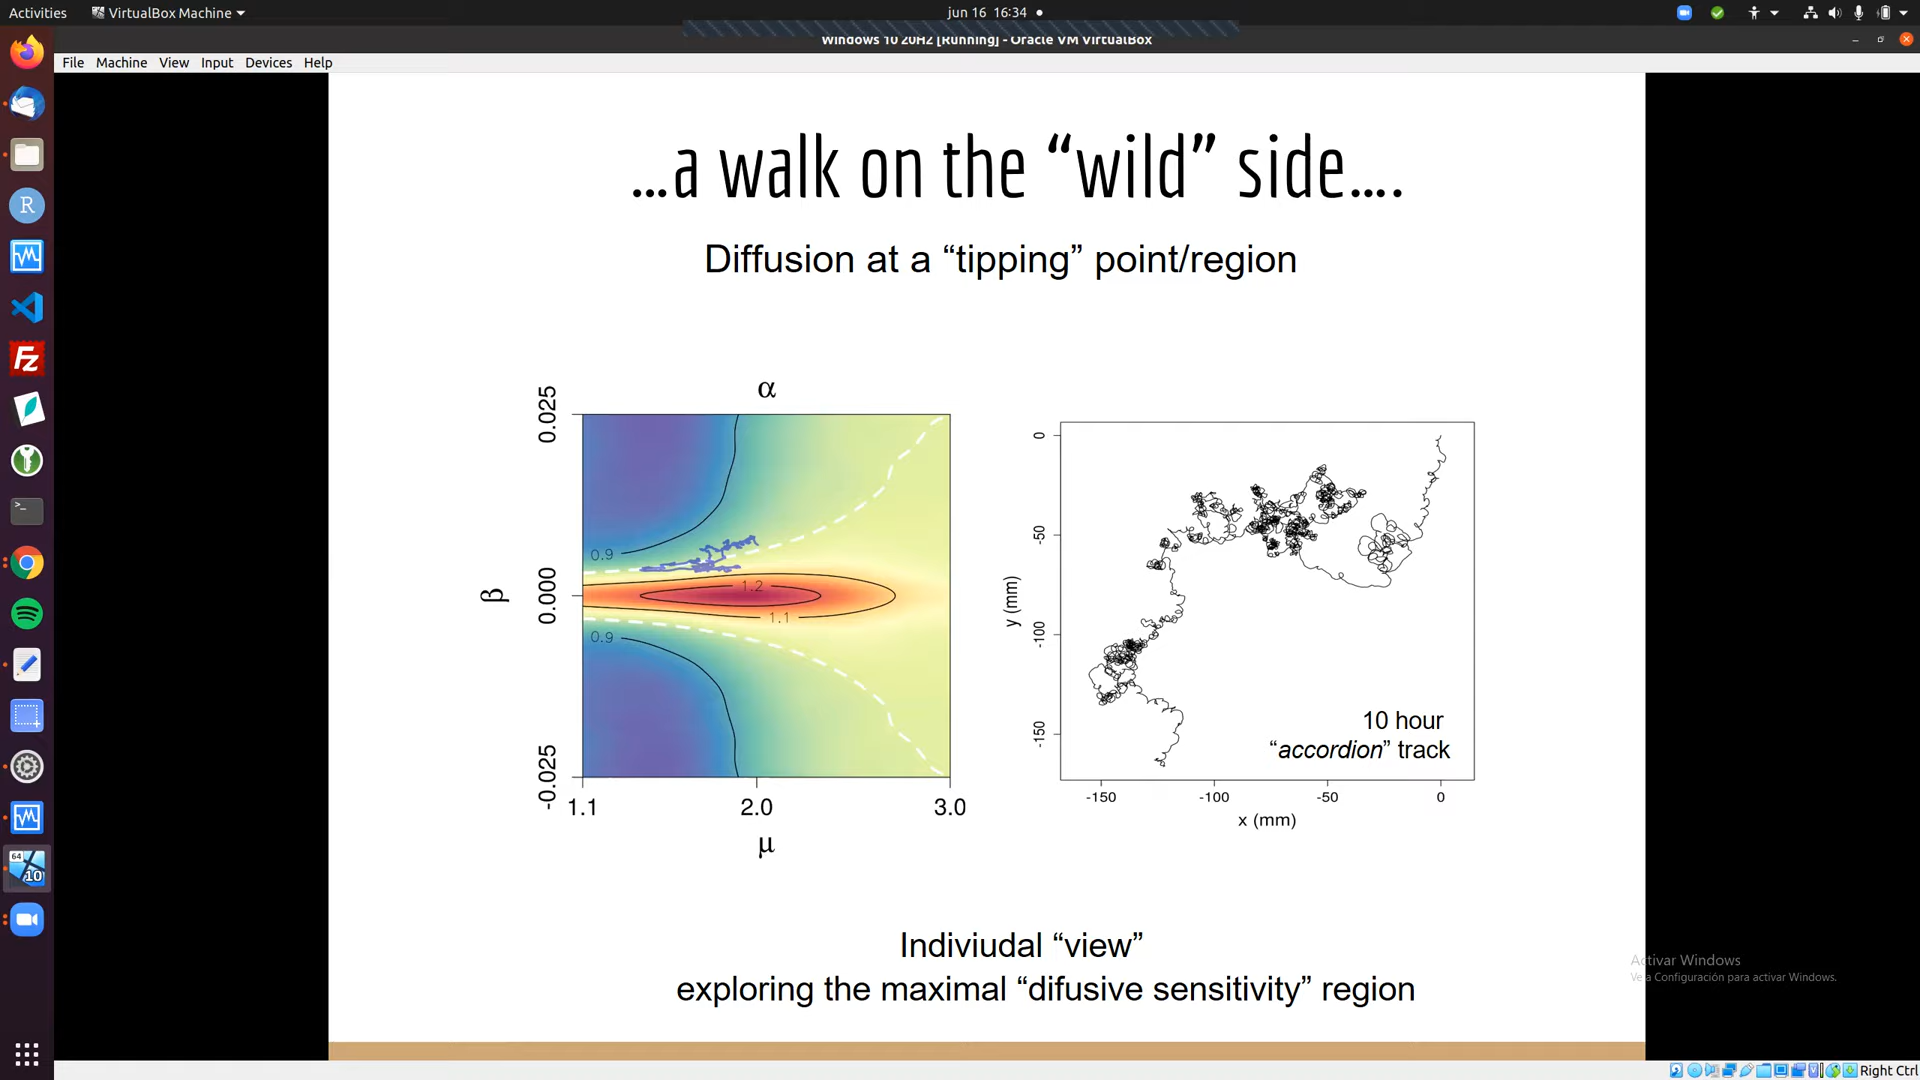 Activities
VirtualBox Machine
jun 16 16:34
Windows 10 20H2 [Running] - Oracle VM VirtualBox
File Machine View Input Devices Help
...a walk on the “wild” side....
Diffusion at a “tipping” point/region
α
0.025
0.000
-0.025
β
0.9
1.2
1.1
0.9
1.1 2.0 3.0
μ
0
-50
-100
-150
y (mm)
10 hour
“accordion” track
-150 -100 -50 0
x (mm)
Indiviudal “view”
exploring the maximal “difusive sensitivity” region
Activar Windows
Ve a Configuración para activar Windows.
R
FZ
>_
64
10
Right Ctrl